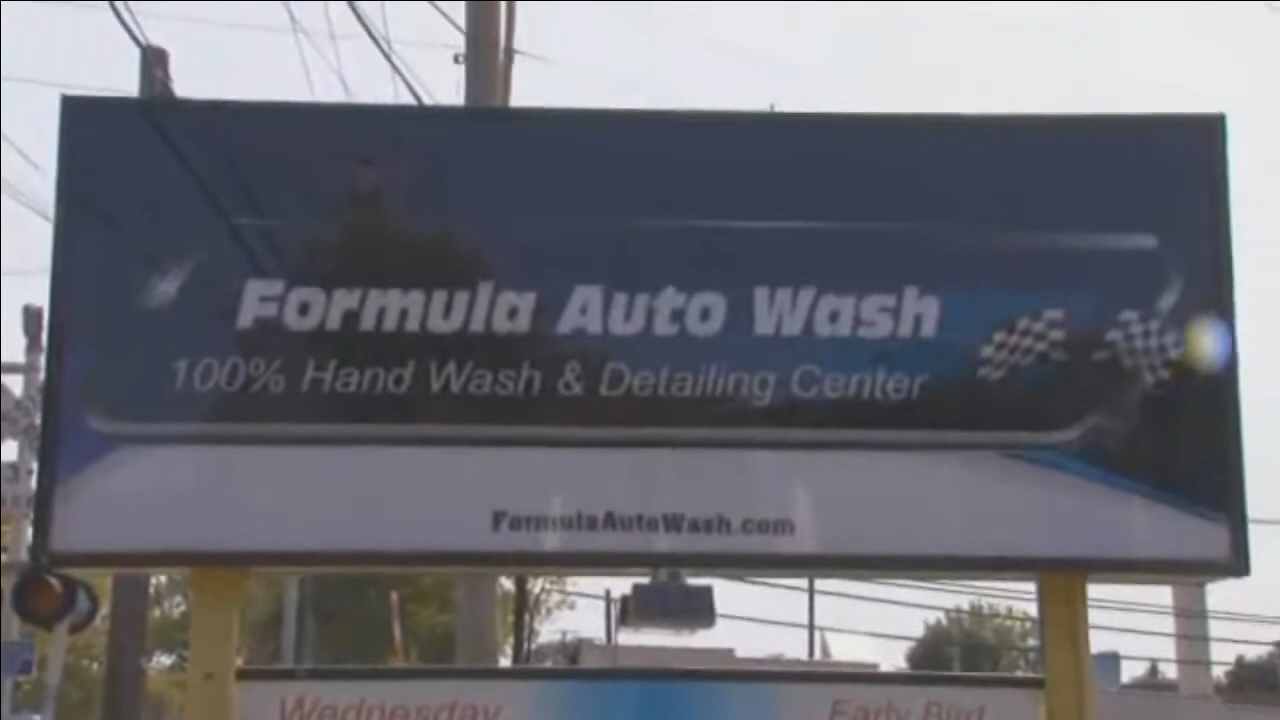 Formula Auto Wash
100% Hand Wash & Detailing Center
FormulaAutoWash.com
Wednesday Early Bird